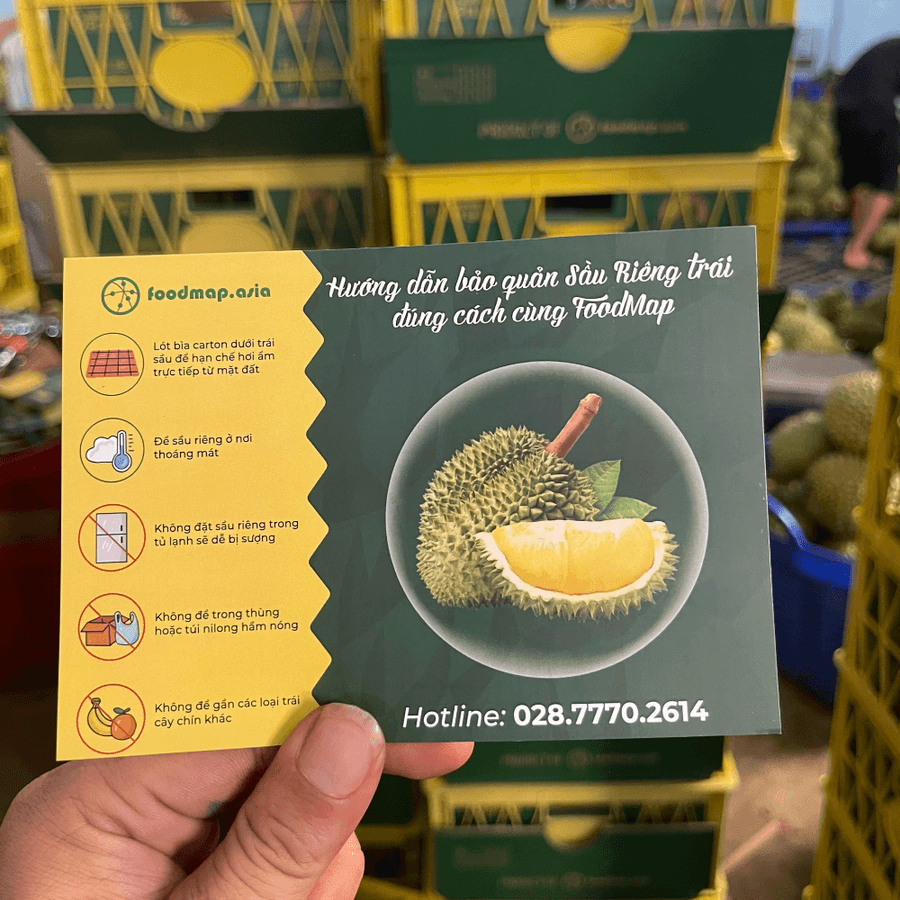 foodmap.asia
Lót bìa carton dưới trái
sầu để hạn chế hơi ẩm
trực tiếp từ mặt đất
Để sầu riêng ở nơi
thoáng mát
Không đặt sầu riêng trong
tủ lạnh sẽ dễ bị sượng
Không để trong thùng
hoặc túi nilong hầm nóng
Không để gần các loại trái
cây chín khác
Hướng dẫn bảo quản Sầu Riêng trái
đúng cách cùng FoodMap
Hotline: 028.7770.2614